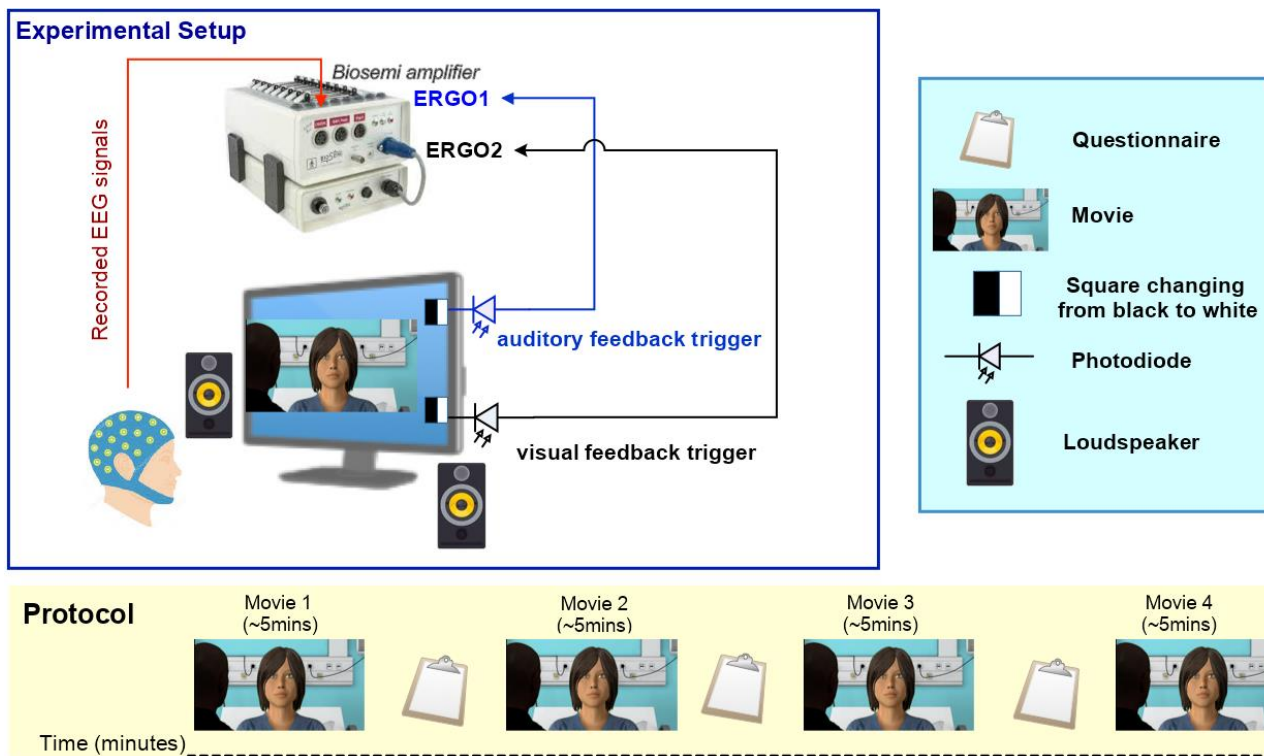 Experimental Setup
Biosemi amplifier
ERGO1
ERGO2
Recorded EEG signals
auditory feedback trigger
visual feedback trigger
Questionnaire
Movie
Square changing
from black to white
Photodiode
Loudspeaker
Protocol
Movie 1
(~5mins)
Movie 2
(~5mins)
Movie 3
(~5mins)
Movie 4
(~5mins)
Time (minutes)